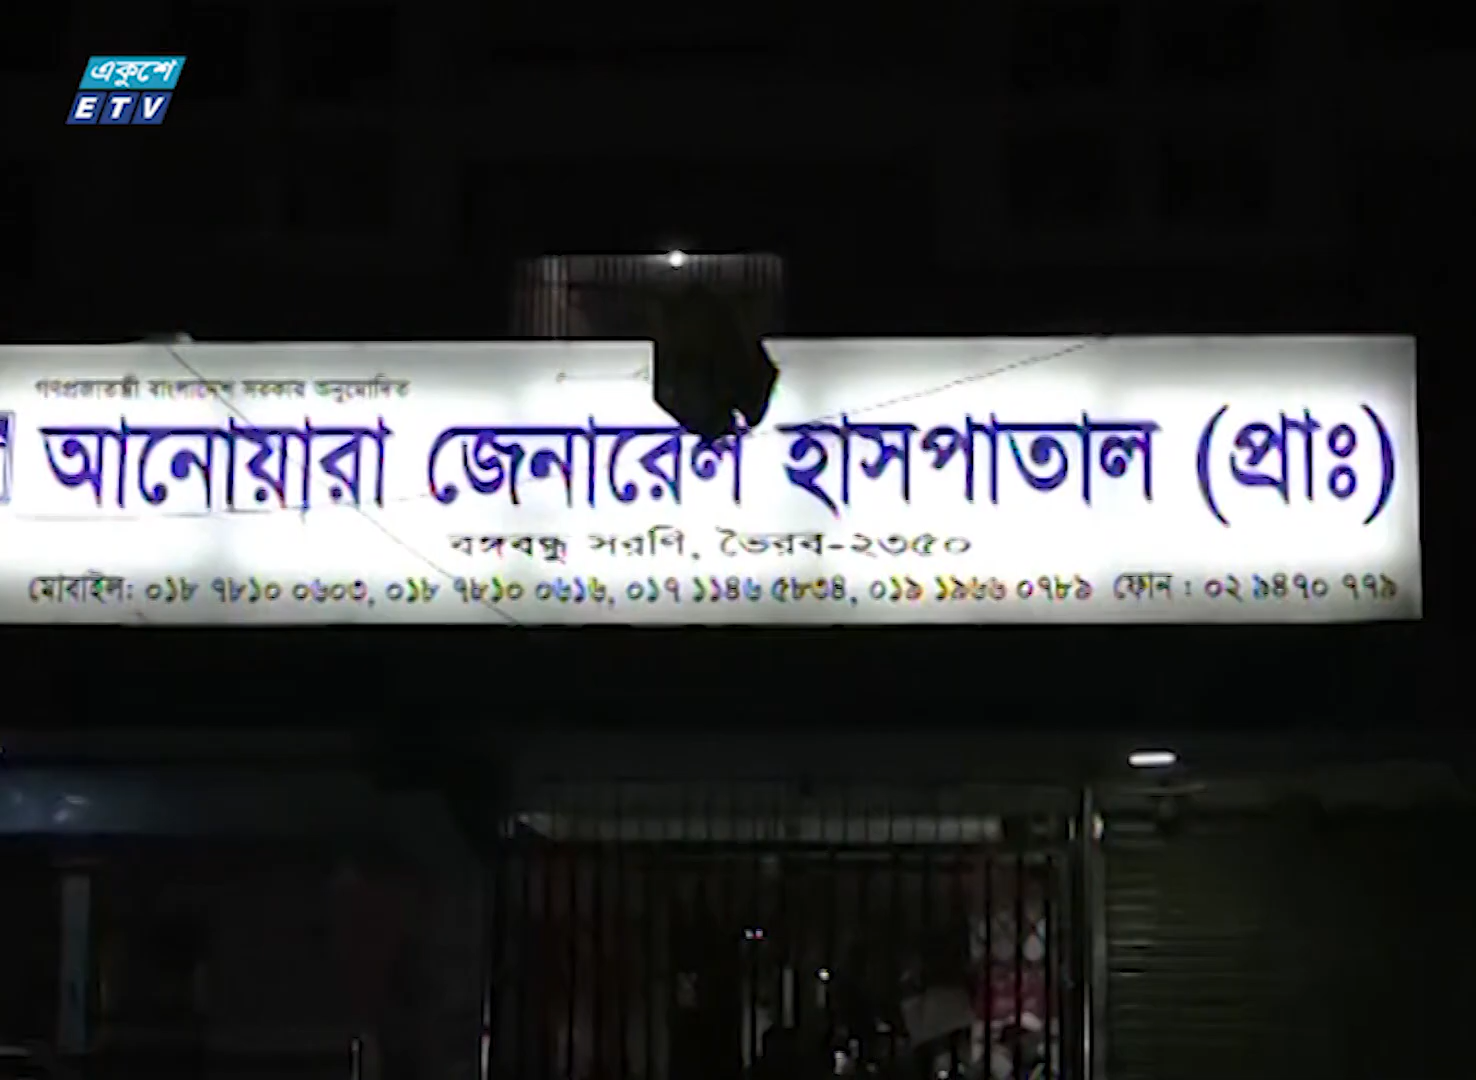 একুশে
ETV
গণপ্রজাতন্ত্রী বাংলাদেশ সরকার অনুমোদিত
আনোয়ারা জেনারেল হাসপাতাল (প্রাঃ)
বঙ্গবন্ধু সরণি, ভৈরব-২৩৫০
মোবাইল: ০১৮ ৭৮১০ ০৬০৩, ০১৮ ৭৮১০ ০৬১৬, ০১৭ ১১৪৬ ৫৮৩৪, ০১৯ ১৯৬৬ ০৭৮৯ ফোন : ০২ ৯৪৭০ ৭৭৯